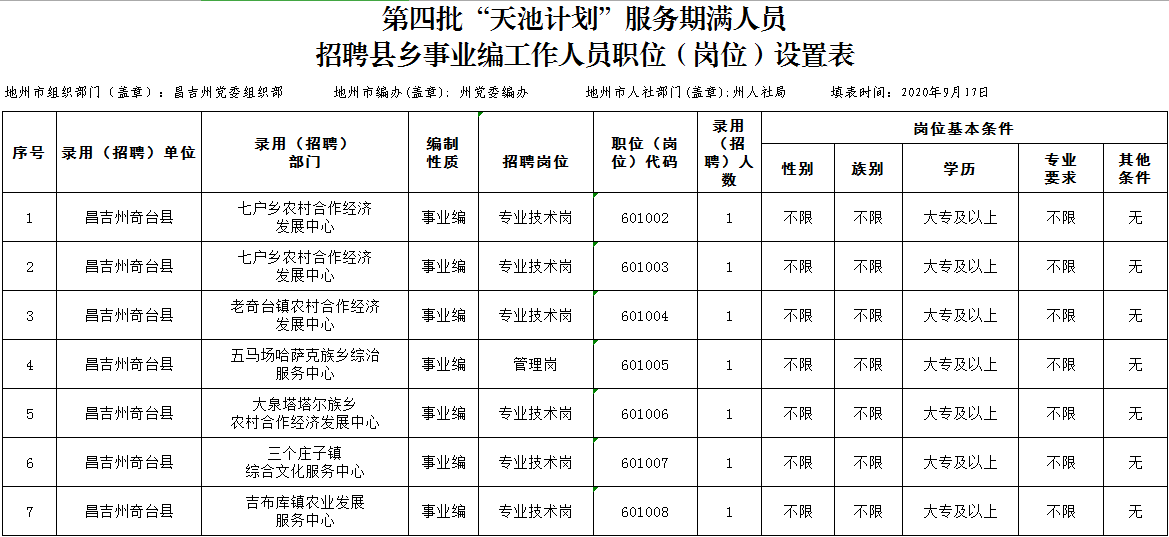 第四批“天池计划”服务期满人员
招聘县乡事业编工作人员职位（岗位）设置表
地州市组织部门（盖章）：昌吉州党委组织部 地州市编办(盖章)：州党委编办 地州市人社部门(盖章):州人社局 填表时间：2020年9月17日
序号 录用（招聘）单位 录用（招聘）部门 编制性质 招聘岗位 职位（岗位）代码 录用（招聘）人数 岗位基本条件
性别 族别 学历 专业要求 其他条件
1 昌吉州奇台县 七户乡农村合作经济发展中心 事业编 专业技术岗 601002 1 不限 不限 大专及以上 不限 无
2 昌吉州奇台县 七户乡农村合作经济发展中心 事业编 专业技术岗 601003 1 不限 不限 大专及以上 不限 无
3 昌吉州奇台县 老奇台镇农村合作经济发展中心 事业编 专业技术岗 601004 1 不限 不限 大专及以上 不限 无
4 昌吉州奇台县 五马场哈萨克族乡综治服务中心 事业编 管理岗 601005 1 不限 不限 大专及以上 不限 无
5 昌吉州奇台县 大泉塔塔尔族乡农村合作经济发展中心 事业编 专业技术岗 601006 1 不限 不限 大专及以上 不限 无
6 昌吉州奇台县 三个庄子镇综合文化服务中心 事业编 专业技术岗 601007 1 不限 不限 大专及以上 不限 无
7 昌吉州奇台县 吉布库镇农业发展服务中心 事业编 专业技术岗 601008 1 不限 不限 大专及以上 不限 无